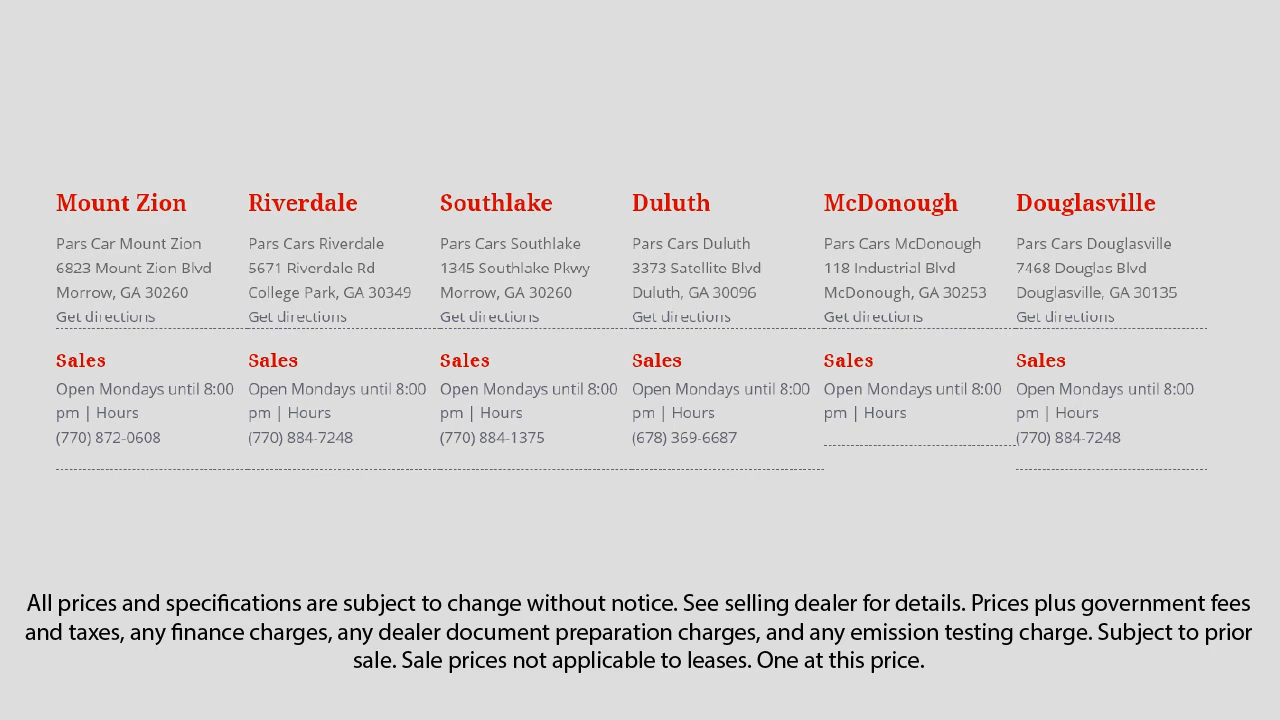 Mount Zion
Pars Car Mount Zion
6823 Mount Zion Blvd
Morrow, GA 30260
Get directions
Sales
Open Mondays until 8:00
pm | Hours
(770) 872-0608
Riverdale
Pars Cars Riverdale
5671 Riverdale Rd
College Park, GA 30349
Get directions
Sales
Open Mondays until 8:00
pm | Hours
(770) 884-7248
Southlake
Pars Cars Southlake
1345 Southlake Pkwy
Morrow, GA 30260
Get directions
Sales
Open Mondays until 8:00
pm | Hours
(770) 884-1375
Duluth
Pars Cars Duluth
3373 Satellite Blvd
Duluth, GA 30096
Get directions
Sales
Open Mondays until 8:00
pm | Hours
(678) 369-6687
McDonough
Pars Cars McDonough
118 Industrial Blvd
McDonough, GA 30253
Get directions
Sales
Open Mondays until 8:00
pm | Hours
Douglasville
Pars Cars Douglasville
7468 Douglas Blvd
Douglasville, GA 30135
Get directions
Sales
Open Mondays until 8:00
pm | Hours
(770) 884-7248
All prices and specifications are subject to change without notice. See selling dealer for details. Prices plus government fees
and taxes, any finance charges, any dealer document preparation charges, and any emission testing charge. Subject to prior
sale. Sale prices not applicable to leases. One at this price.